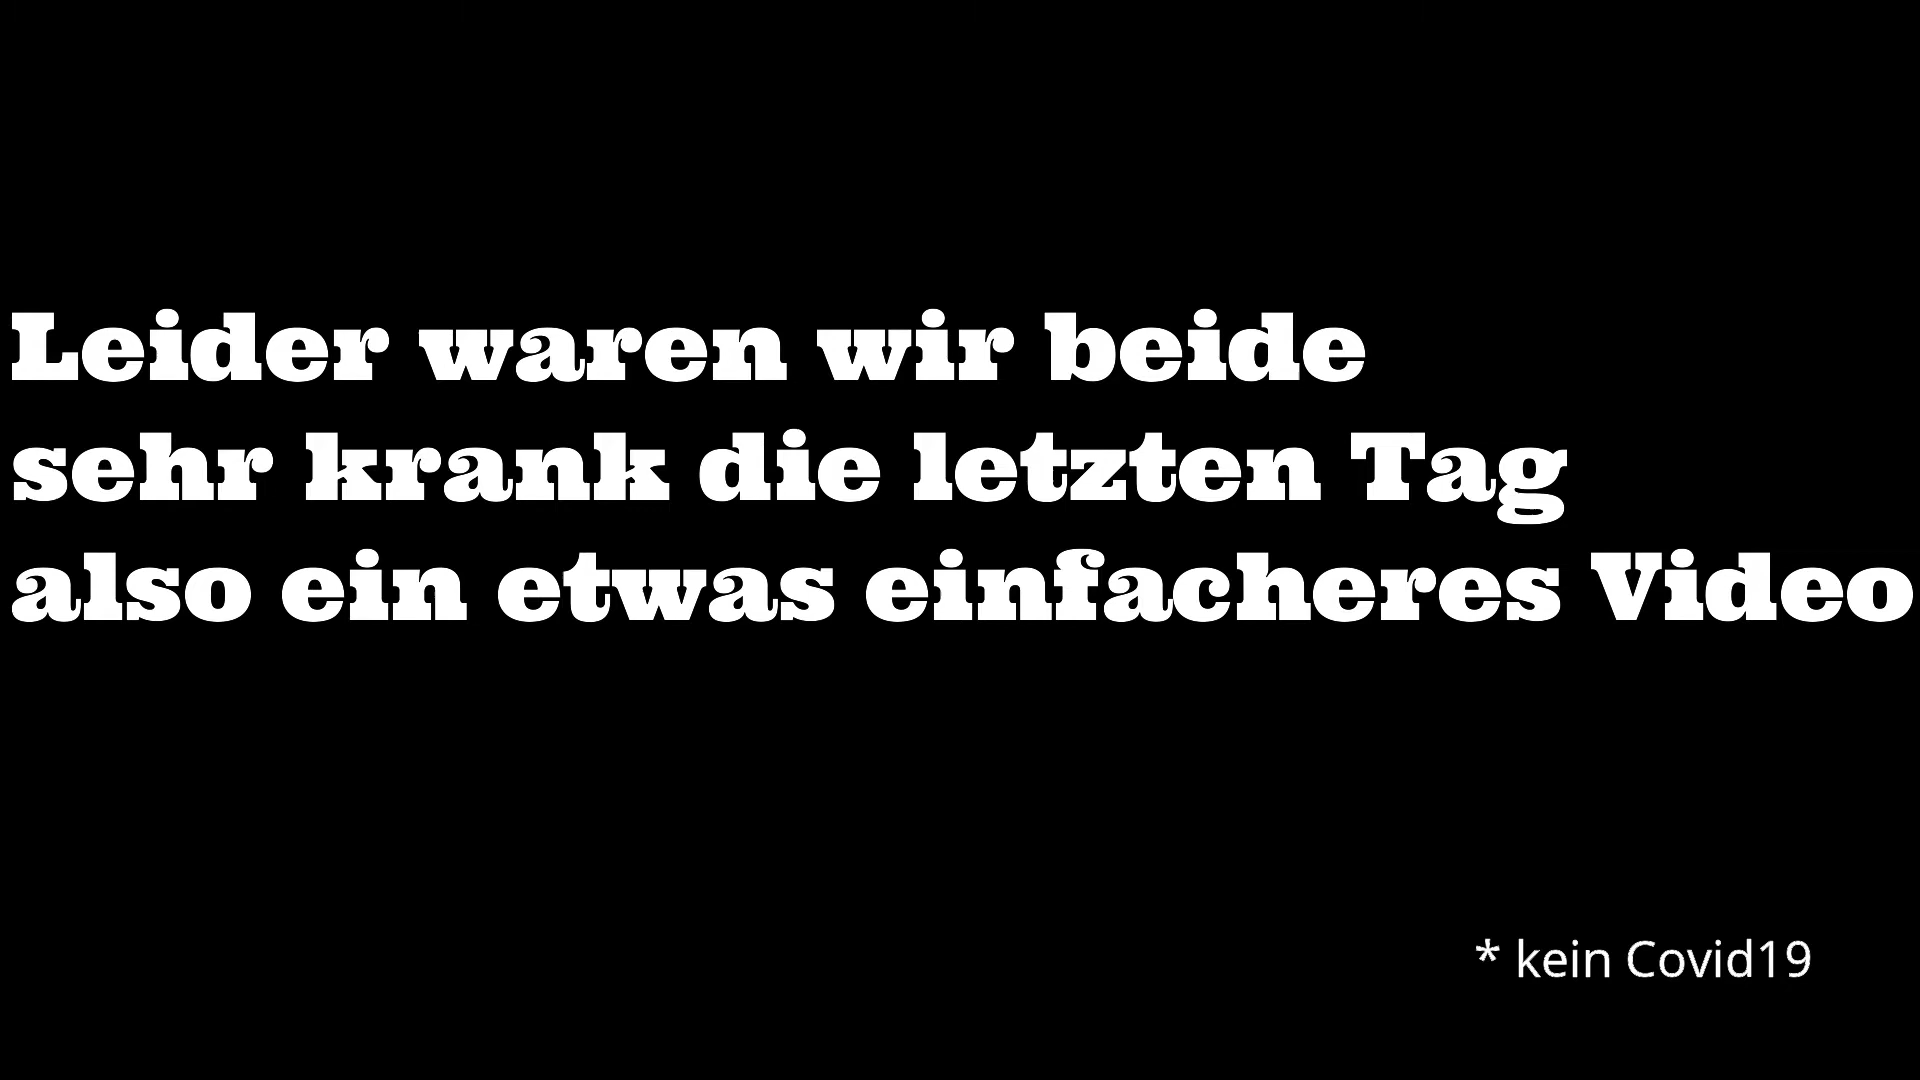 Leider waren wir beide
sehr krank die letzten Tag
also ein etwas einfacheres Video
* kein Covid19